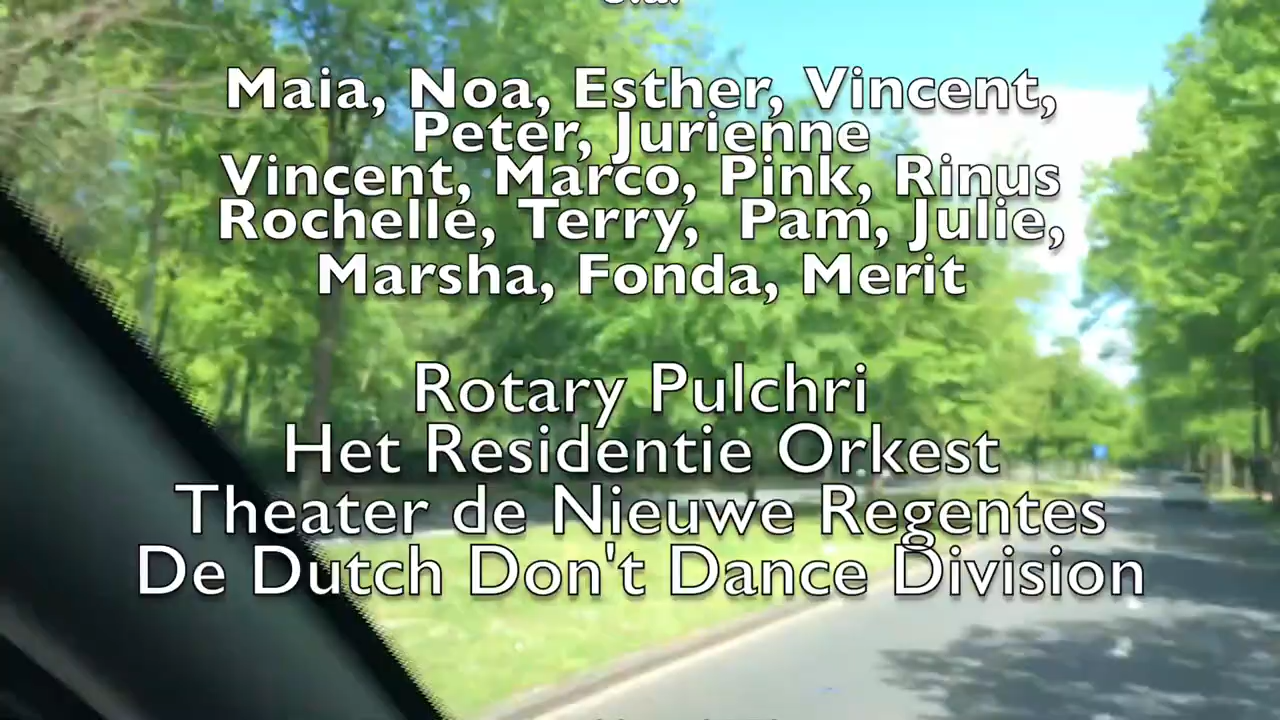 Maia, Noa, Esther, Vincent,
Peter, Jurienne
Vincent, Marco, Pink, Rinus
Rochelle, Terry, Pam, Julie,
Marsha, Fonda, Merit
Rotary Pulchri
Het Residentie Orkest
Theater de Nieuwe Regentes
De Dutch Don't Dance Division